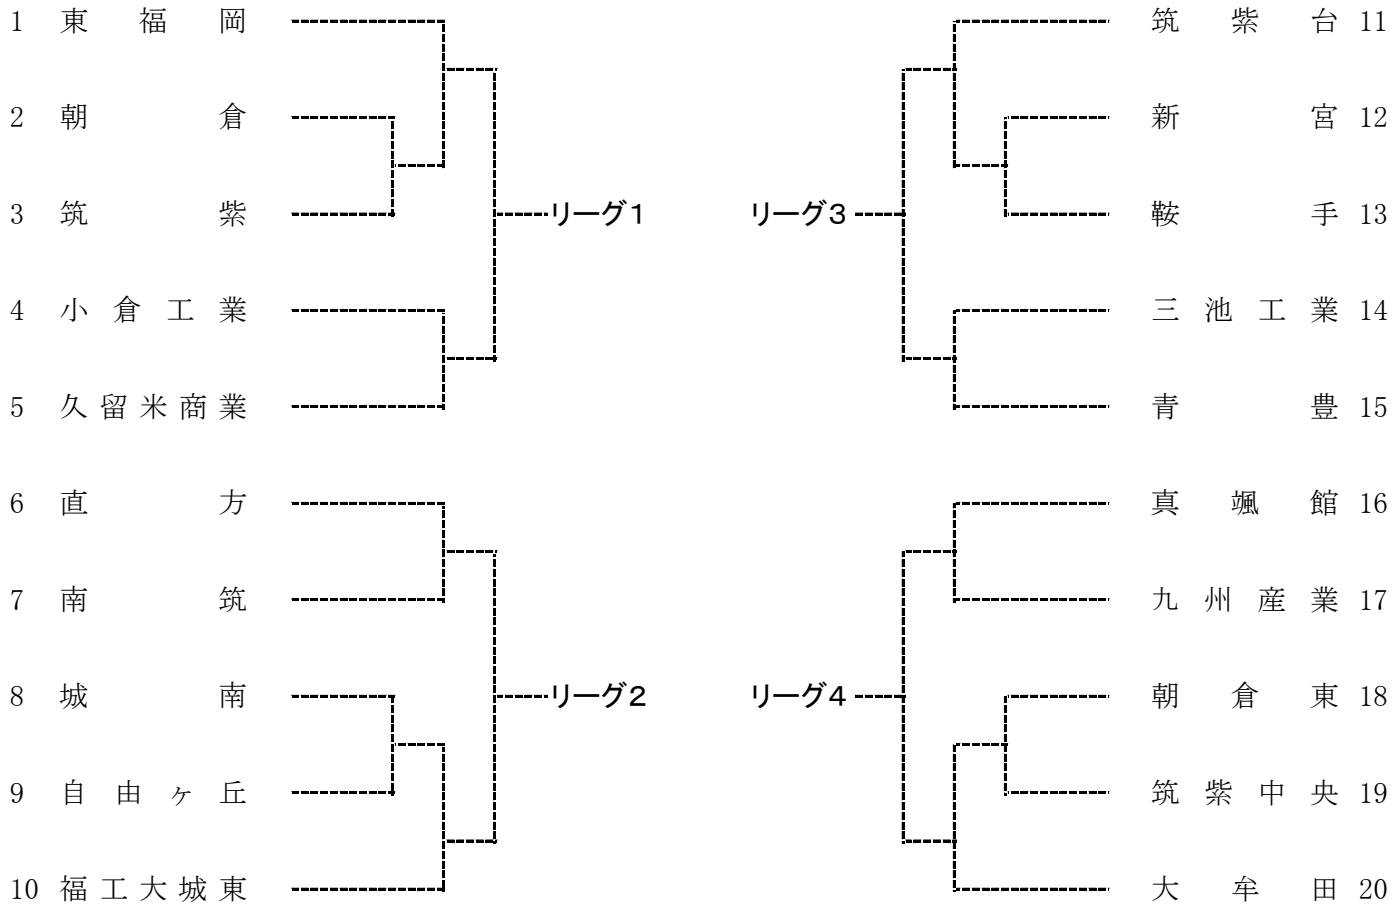 1 東福岡
2 朝倉
3 筑紫
リーグ1
4 小倉工業
5 久留米商業
6 直方
7 南筑
8 城南
リーグ2
9 自由ヶ丘
10 福工大城東
筑紫台 11
新宮 12
リーグ3
鞍手 13
三池工業 14
青豊 15
真颯館 16
九州産業 17
リーグ4
朝倉東 18
筑紫中央 19
大牟田 20